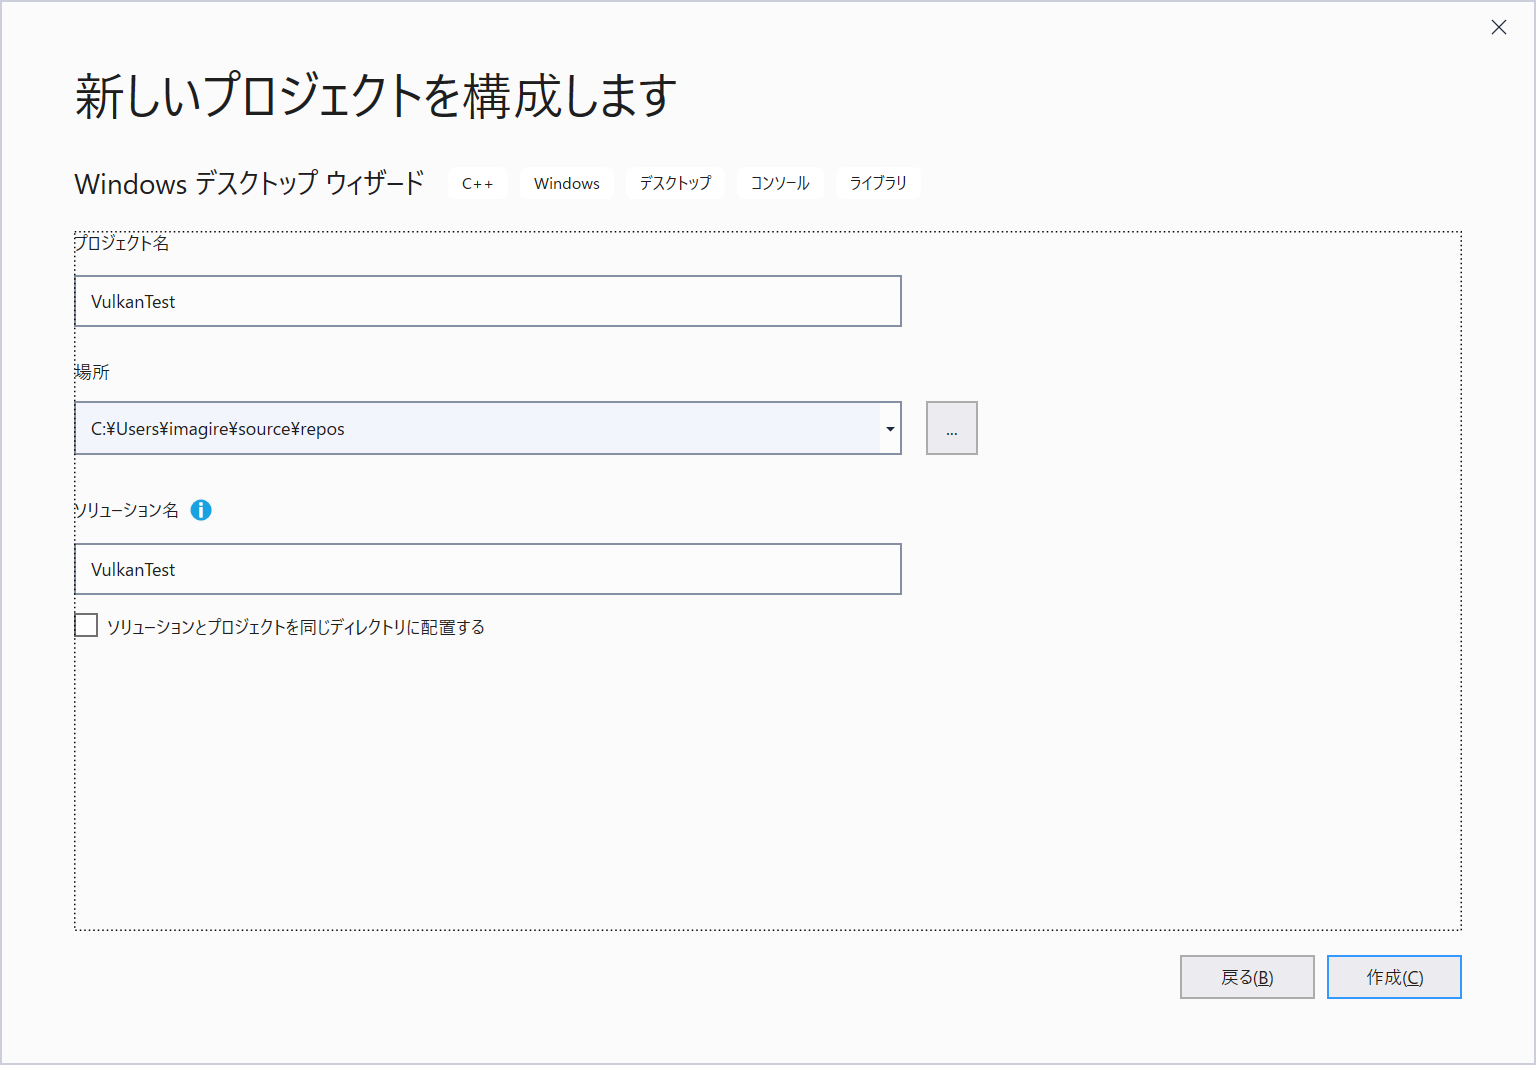 新しいプロジェクトを構成します
Windows デスクトップ ウィザード C++ Windows デスクトップ コンソール ライブラリ
プロジェクト名
VulkanTest
場所
C:¥Users¥imagire¥source¥repos
...
ソリューション名
VulkanTest
ソリューションとプロジェクトを同じディレクトリに配置する
戻る(B) 作成(C)